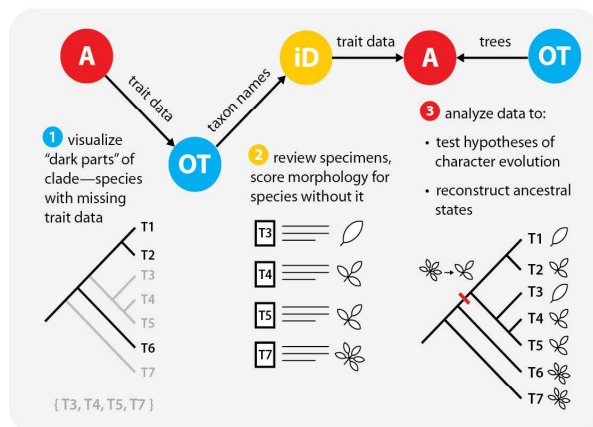 A
trait data
OT
taxon names
iD
trait data
A
trees
OT
1 visualize
“dark parts” of
clade—species
with missing
trait data
T1
T2
T3
T4
T5
T6
T7
{ T3, T4, T5, T7 }
2 review specimens,
score morphology for
species without it
T3
T4
T5
T7
3 analyze data to:
• test hypotheses of
character evolution
• reconstruct ancestral
states
T1
T2
T3
T4
T5
T6
T7